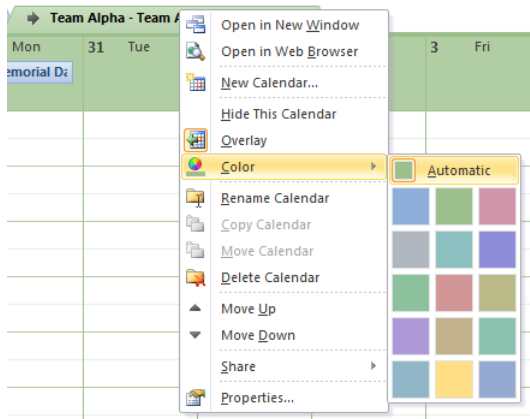 Team Alpha - Team
Mon 31 Tue 3 Fri
emorial Da
Open in New Window
Open in Web Browser
New Calendar...
Hide This Calendar
Overlay
Color
Automatic
Rename Calendar
Copy Calendar
Move Calendar
Delete Calendar
Move Up
Move Down
Share
Properties...